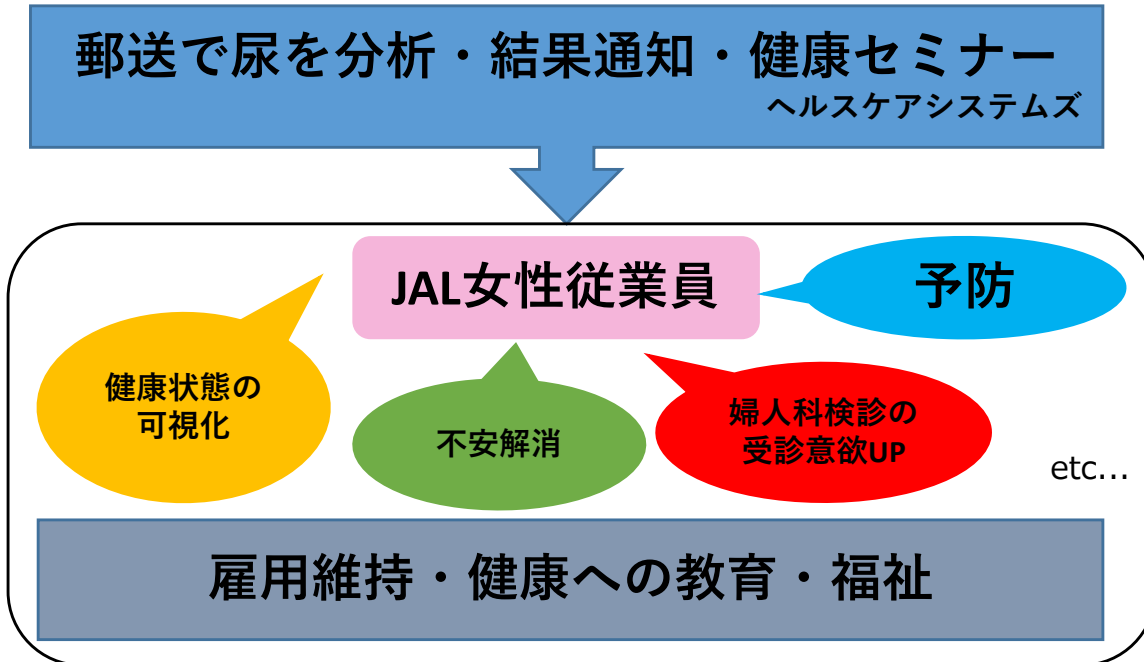 郵送で尿を分析・結果通知・健康セミナー
ヘルスケアシステムズ
JAL女性従業員
予防
健康状態の
可視化
不安解消
婦人科検診の
受診意欲UP
etc…
雇用維持・健康への教育・福祉